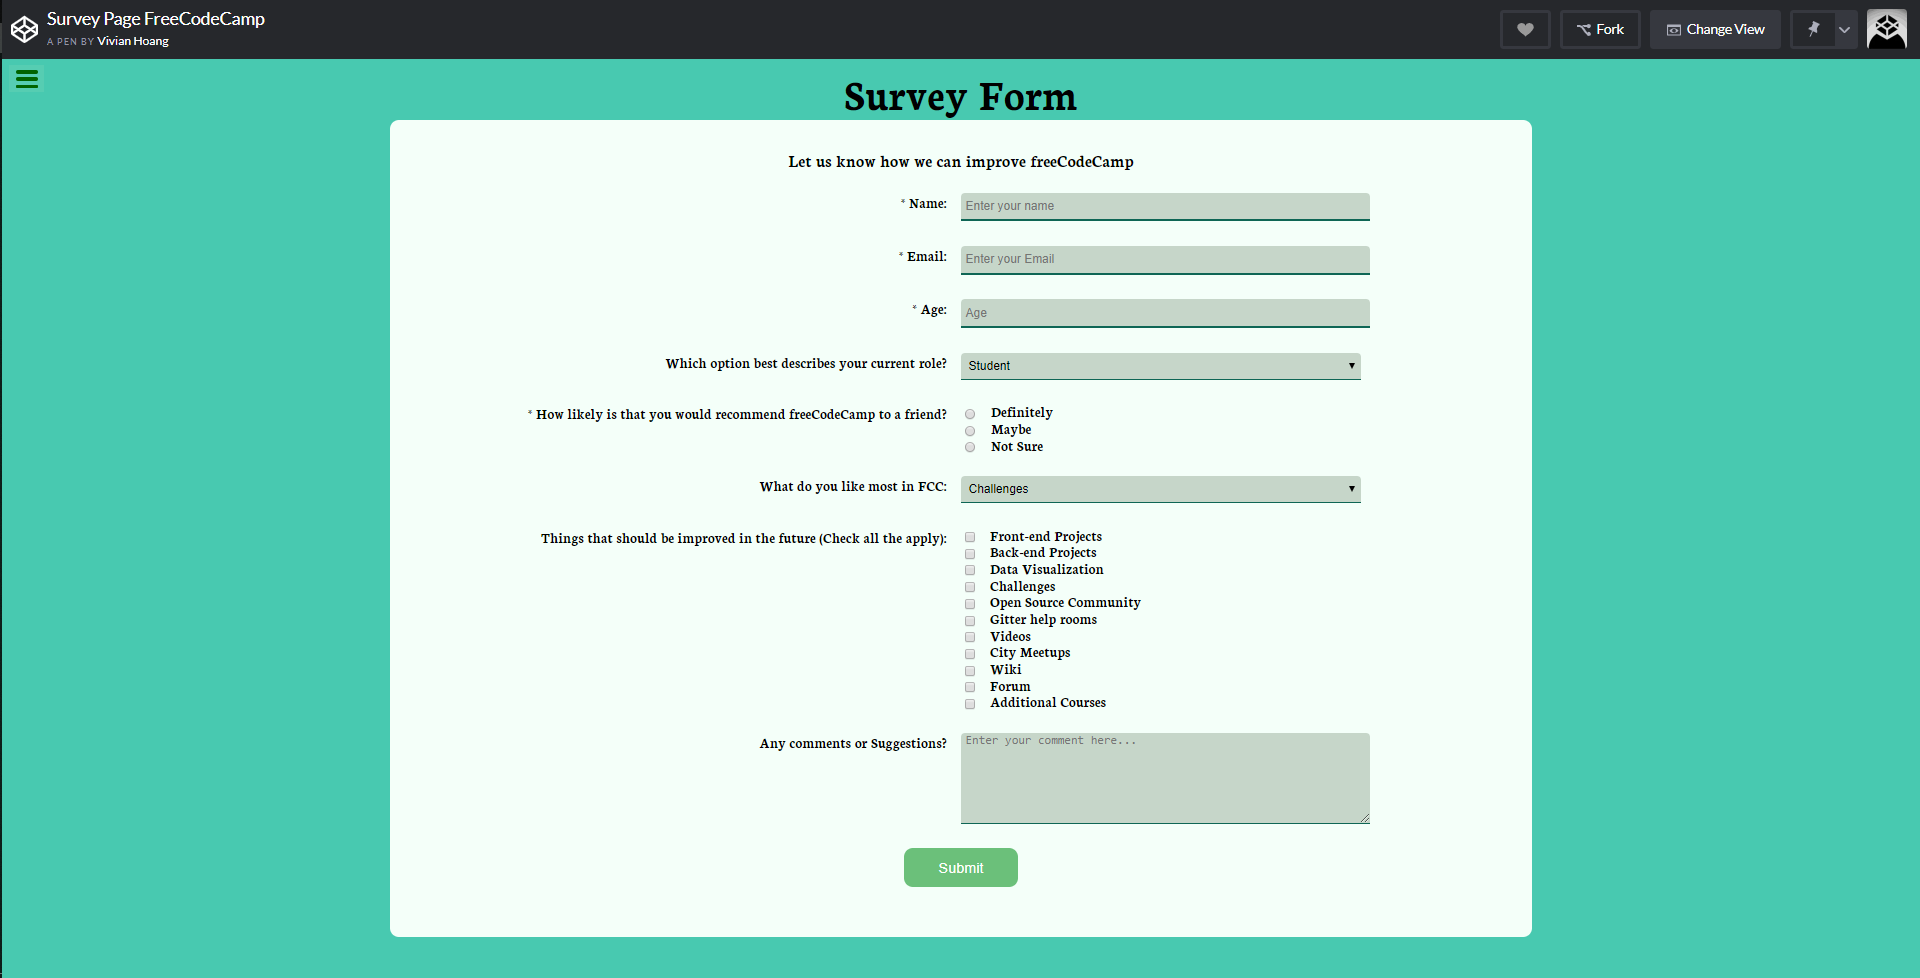 Survey Page FreeCodeCamp
A PEN BY Vivian Hoang
Fork
Change View
Survey Form
Let us know how we can improve freeCodeCamp
* Name: Enter your name
* Email: Enter your Email
* Age: Age
Which option best describes your current role? Student
* How likely is that you would recommend freeCodeCamp to a friend? Definitely
Maybe
Not Sure
What do you like most in FCC: Challenges
Things that should be improved in the future (Check all the apply): Front-end Projects
Back-end Projects
Data Visualization
Challenges
Open Source Community
Gitter help rooms
Videos
City Meetups
Wiki
Forum
Additional Courses
Any comments or Suggestions? Enter your comment here...
Submit